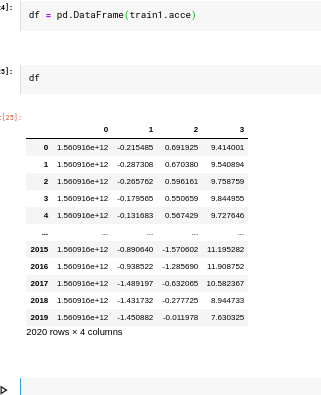 4]: df = pd.DataFrame(train1.acce)
5]: df
[25]:
0 1 2 3
0 1.560916e+12 -0.215485 0.691925 9.414001
1 1.560916e+12 -0.287308 0.670380 9.540894
2 1.560916e+12 -0.265762 0.596161 9.758759
3 1.560916e+12 -0.179565 0.550659 9.844955
4 1.560916e+12 -0.131683 0.567429 9.727646
... ... ... ... ...
2015 1.560916e+12 -0.890640 -1.570602 11.195282
2016 1.560916e+12 -0.938522 -1.285690 11.908752
2017 1.560916e+12 -1.489197 -0.632065 10.582367
2018 1.560916e+12 -1.431732 -0.277725 8.944733
2019 1.560916e+12 -1.450882 -0.011978 7.630325
2020 rows × 4 columns